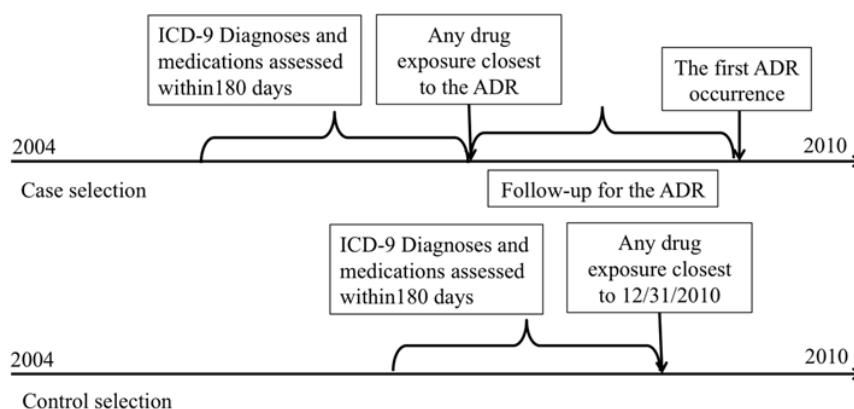 ICD-9 Diagnoses and
medications assessed
within180 days
Any drug
exposure closest
to the ADR
The first ADR
occurrence
2004
2010
Case selection
Follow-up for the ADR
ICD-9 Diagnoses and
medications assessed
within180 days
Any drug
exposure closest
to 12/31/2010
2004
2010
Control selection